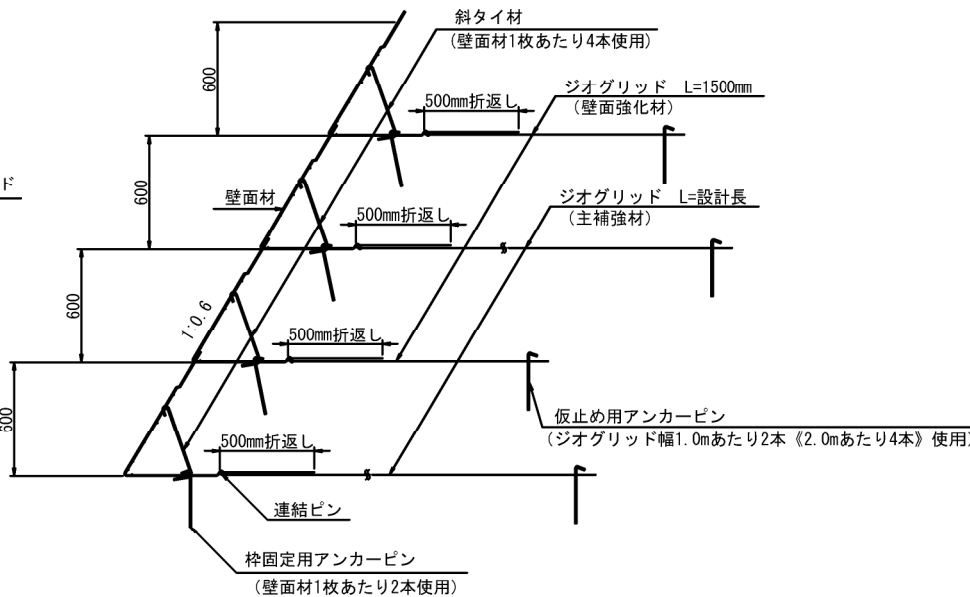 斜タイ材
(壁面材1枚あたり4本使用)
600
500mm折返し
ジオグリッド L=1500mm
(壁面強化材)
ド
600
壁面材
500mm折返し
ジオグリッド L=設計長
(主補強材)
600
1:0.6
500mm折返し
仮止め用アンカーピン
(ジオグリッド幅1.0mあたり2本《2.0mあたり4本》使用)
600
500mm折返し
連結ピン
枠固定用アンカーピン
(壁面材1枚あたり2本使用)